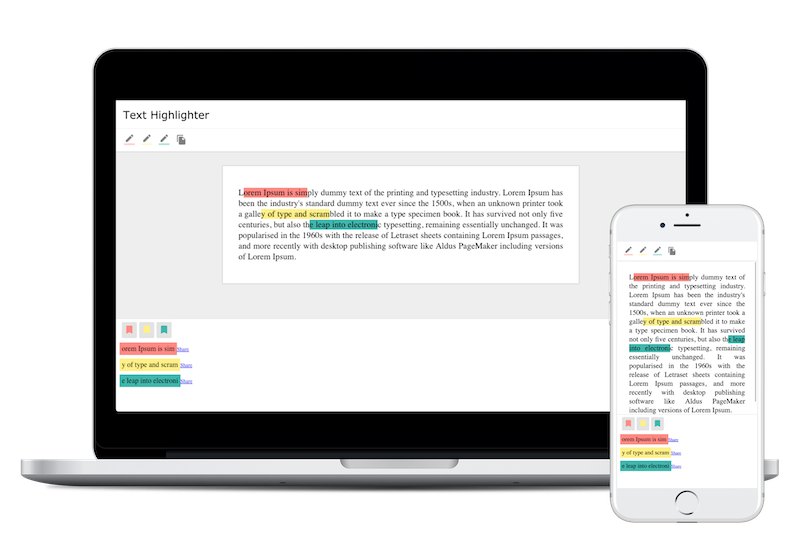 Text Highlighter
Lorem Ipsum is simply dummy text of the printing and typesetting industry. Lorem Ipsum has
been the industry's standard dummy text ever since the 1500s, when an unknown printer took
a galley of type and scrambled it to make a type specimen book. It has survived not only five
centuries, but also the leap into electronic typesetting, remaining essentially unchanged. It was
popularised in the 1960s with the release of Letraset sheets containing Lorem Ipsum passages,
and more recently with desktop publishing software like Aldus PageMaker including versions
of Lorem Ipsum.
orem Ipsum is sim Share
y of type and scram Share
e leap into electroni Share
Lorem Ipsum is simply dummy text of
the printing and typesetting industry.
Lorem Ipsum has been the industry's
standard dummy text ever since the
1500s, when an unknown printer took a
galley of type and scrambled it to make
a type specimen book. It has survived
not only five centuries, but also the leap
into electronic typesetting, remaining
essentially unchanged. It was
popularised in the 1960s with the
release of Letraset sheets containing
Lorem Ipsum passages, and more
recently with desktop publishing
software like Aldus PageMaker
including versions of Lorem Ipsum.
orem Ipsum is sim Share
y of type and scram Share
e leap into electroni Share